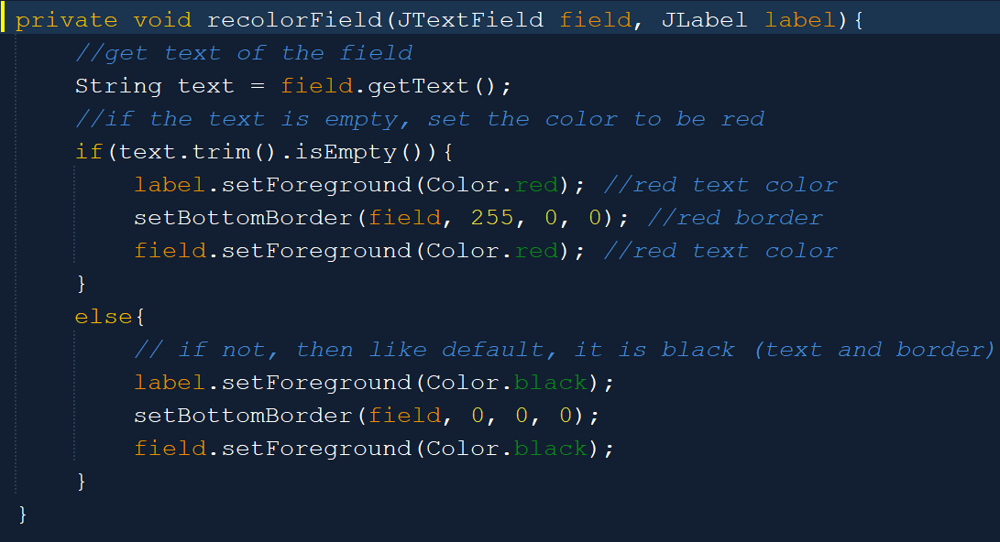 private void recolorField(JTextField field, JLabel label){
//get text of the field
String text = field.getText();
//if the text is empty, set the color to be red
if(text.trim().isEmpty()){
label.setForeground(Color.red); //red text color
setBottomBorder(field, 255, 0, 0); //red border
field.setForeground(Color.red); //red text color
}
else{
// if not, then like default, it is black (text and border)
label.setForeground(Color.black);
setBottomBorder(field, 0, 0, 0);
field.setForeground(Color.black);
}
}